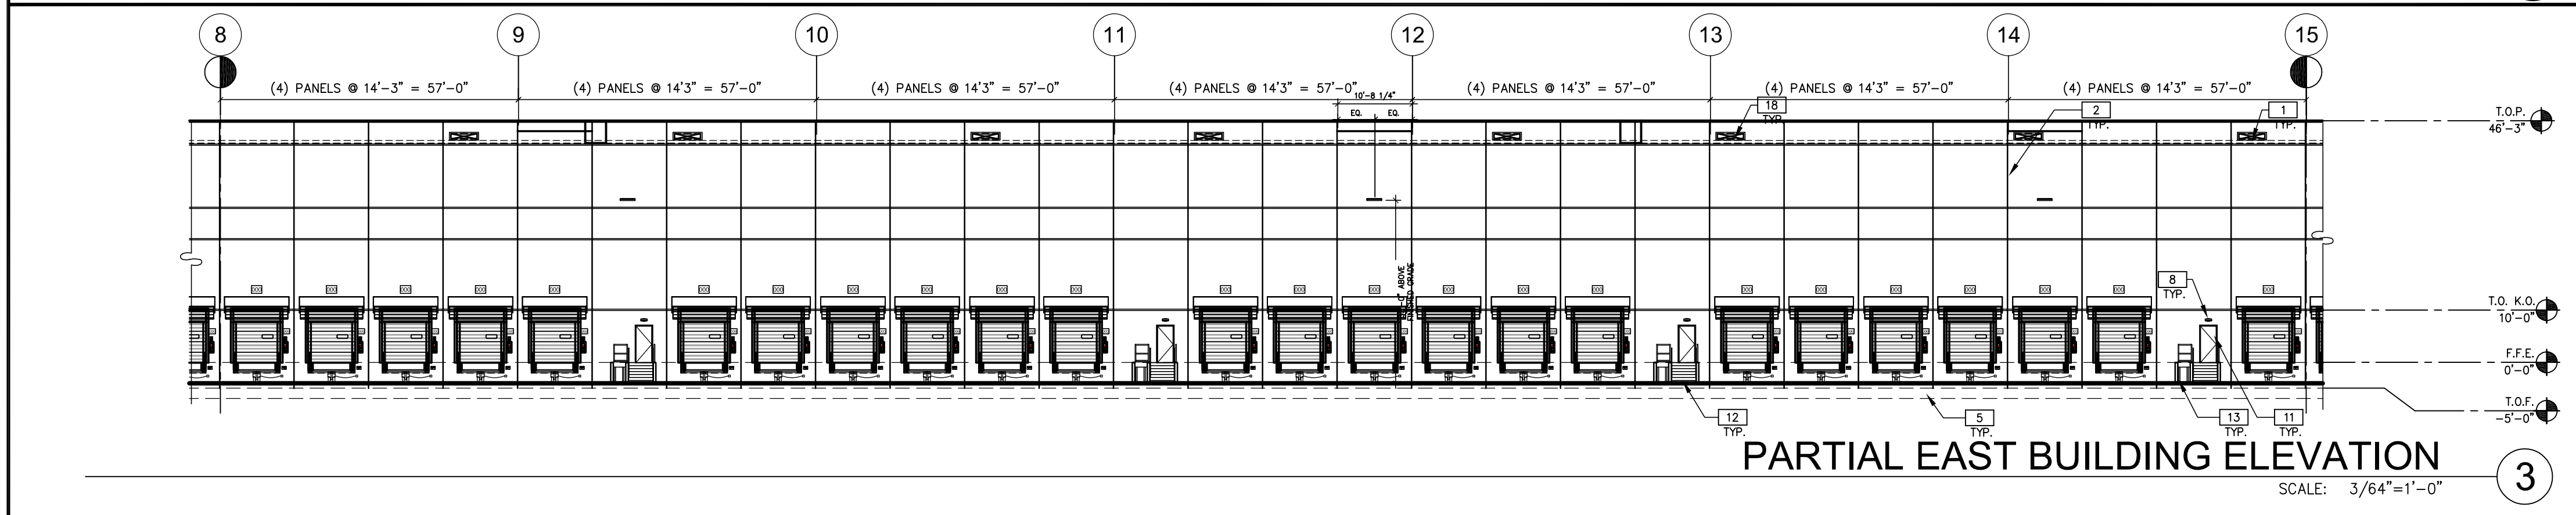 8 9 10 11 12 13 14 15
(4) PANELS @ 14'-3" = 57'-0"
(4) PANELS @ 14'3" = 57'-0"
(4) PANELS @ 14'3" = 57'-0"
(4) PANELS @ 14'3" = 57'-0"
(4) PANELS @ 14'3" = 57'-0"
(4) PANELS @ 14'3" = 57'-0"
(4) PANELS @ 14'3" = 57'-0"
10'-8 1/4"
EQ. EQ.
18
TYP.
2
TYP.
1
TYP.
T.O.P.
46'-3"
ABOVE
FINISHED GRADE
8
TYP.
T.O. K.O.
10'-0"
F.F.E.
0'-0"
T.O.F.
-5'-0"
12
TYP.
5
TYP.
13
TYP.
11
TYP.
PARTIAL EAST BUILDING ELEVATION
3
SCALE: 3/64"=1'-0"